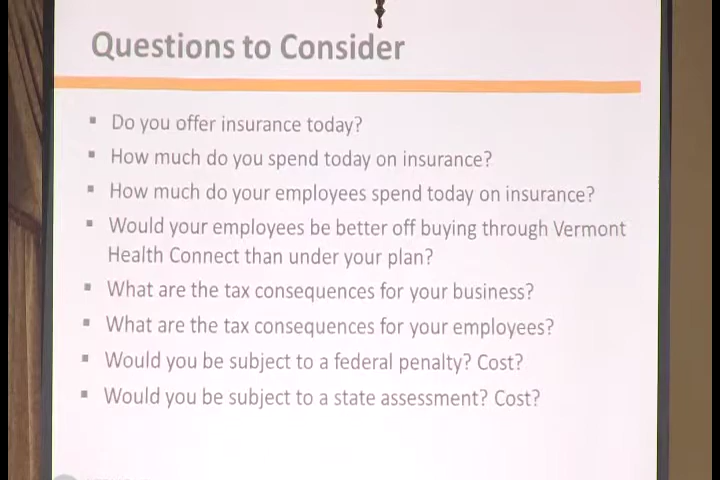 Questions to Consider
▪ Do you offer insurance today?
▪ How much do you spend today on insurance?
▪ How much do your employees spend today on insurance?
▪ Would your employees be better off buying through Vermont
Health Connect than under your plan?
▪ What are the tax consequences for your business?
▪ What are the tax consequences for your employees?
▪ Would you be subject to a federal penalty? Cost?
▪ Would you be subject to a state assessment? Cost?